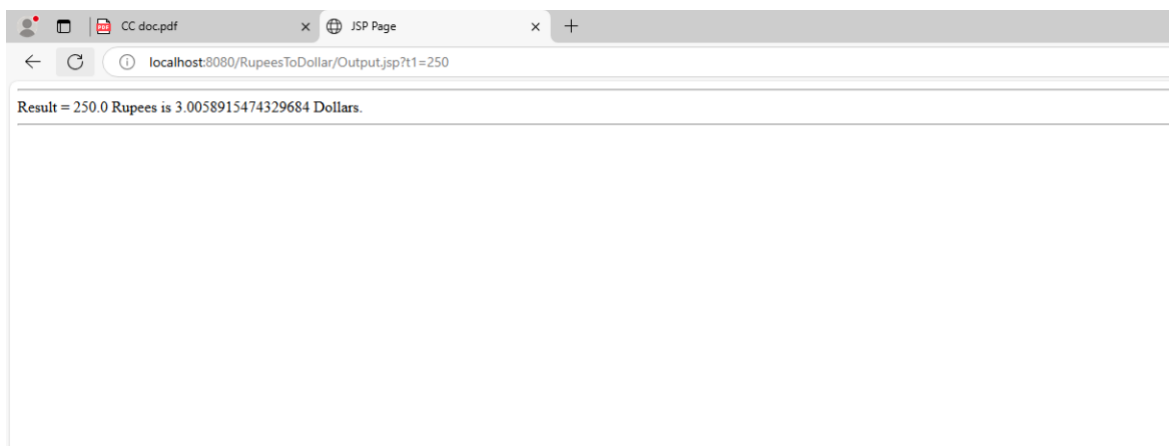 CC doc.pdf
JSP Page
localhost:8080/RupeesToDollar/Output.jsp?t1=250
Result = 250.0 Rupees is 3.0058915474329684 Dollars.